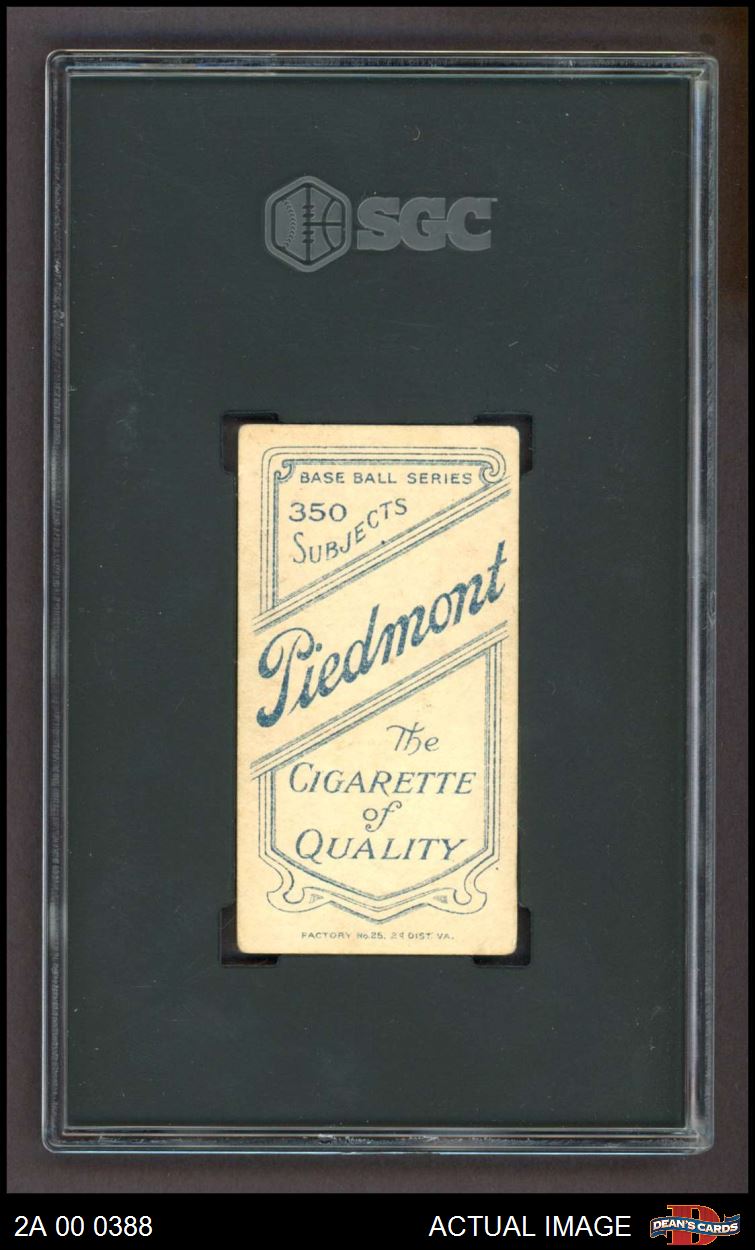 SGC
BASE BALL SERIES
350
SUBJECTS
Piedmont
The
CIGARETTE
of
QUALITY
FACTORY No. 25. 2d DIST. VA.
2A 00 0388
ACTUAL IMAGE
DEAN'S CARDS